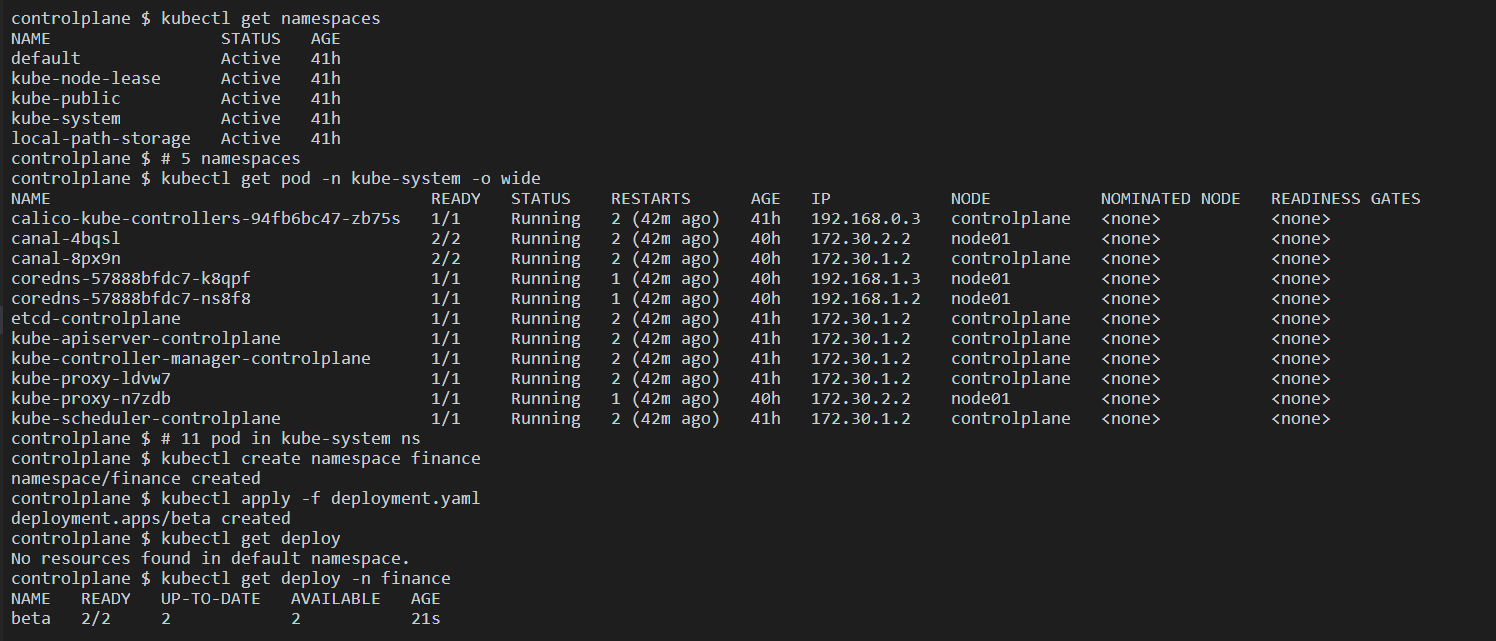 controlplane $ kubectl get namespaces
NAME                 STATUS   AGE
default              Active   41h
kube-node-lease      Active   41h
kube-public          Active   41h
kube-system          Active   41h
local-path-storage   Active   41h
controlplane $ # 5 namespaces
controlplane $ kubectl get pod -n kube-system -o wide
NAME                                      READY   STATUS    RESTARTS      AGE   IP            NODE           NOMINATED NODE   READINESS GATES
calico-kube-controllers-94fb6bc47-zb75s   1/1     Running   2 (42m ago)   41h   192.168.0.3   controlplane   <none>           <none>
canal-4bqsl                               2/2     Running   2 (42m ago)   40h   172.30.2.2    node01         <none>           <none>
canal-8px9n                               2/2     Running   2 (42m ago)   40h   172.30.1.2    controlplane   <none>           <none>
coredns-57888bfdc7-k8qpf                  1/1     Running   1 (42m ago)   40h   192.168.1.3   node01         <none>           <none>
coredns-57888bfdc7-ns8f8                  1/1     Running   1 (42m ago)   40h   192.168.1.2   node01         <none>           <none>
etcd-controlplane                         1/1     Running   2 (42m ago)   41h   172.30.1.2    controlplane   <none>           <none>
kube-apiserver-controlplane               1/1     Running   2 (42m ago)   41h   172.30.1.2    controlplane   <none>           <none>
kube-controller-manager-controlplane      1/1     Running   2 (42m ago)   41h   172.30.1.2    controlplane   <none>           <none>
kube-proxy-ldvw7                          1/1     Running   2 (42m ago)   41h   172.30.1.2    controlplane   <none>           <none>
kube-proxy-n7zdb                          1/1     Running   1 (42m ago)   40h   172.30.2.2    node01         <none>           <none>
kube-scheduler-controlplane               1/1     Running   2 (42m ago)   41h   172.30.1.2    controlplane   <none>           <none>
controlplane $ # 11 pod in kube-system ns
controlplane $ kubectl create namespace finance
namespace/finance created
controlplane $ kubectl apply -f deployment.yaml
deployment.apps/beta created
controlplane $ kubectl get deploy
No resources found in default namespace.
controlplane $ kubectl get deploy -n finance
NAME   READY   UP-TO-DATE   AVAILABLE   AGE
beta   2/2     2            2           21s